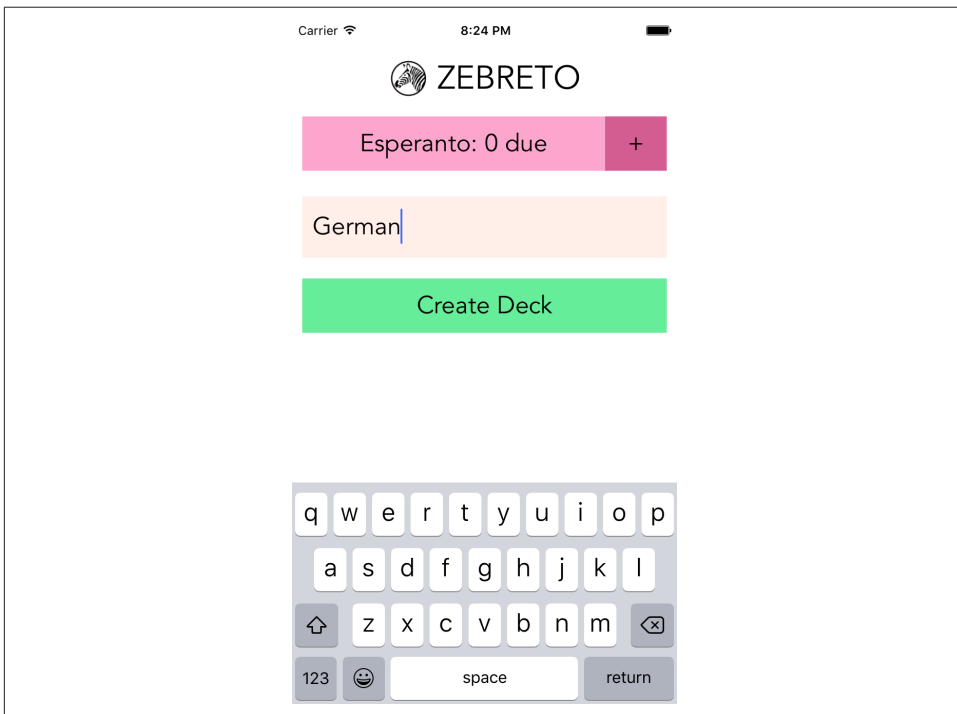 Carrier 8:24 PM
ZEBRETO
Esperanto: 0 due +
German
Create Deck
q w e r t y u i o p
a s d f g h j k l
z x c v b n m
123 space return